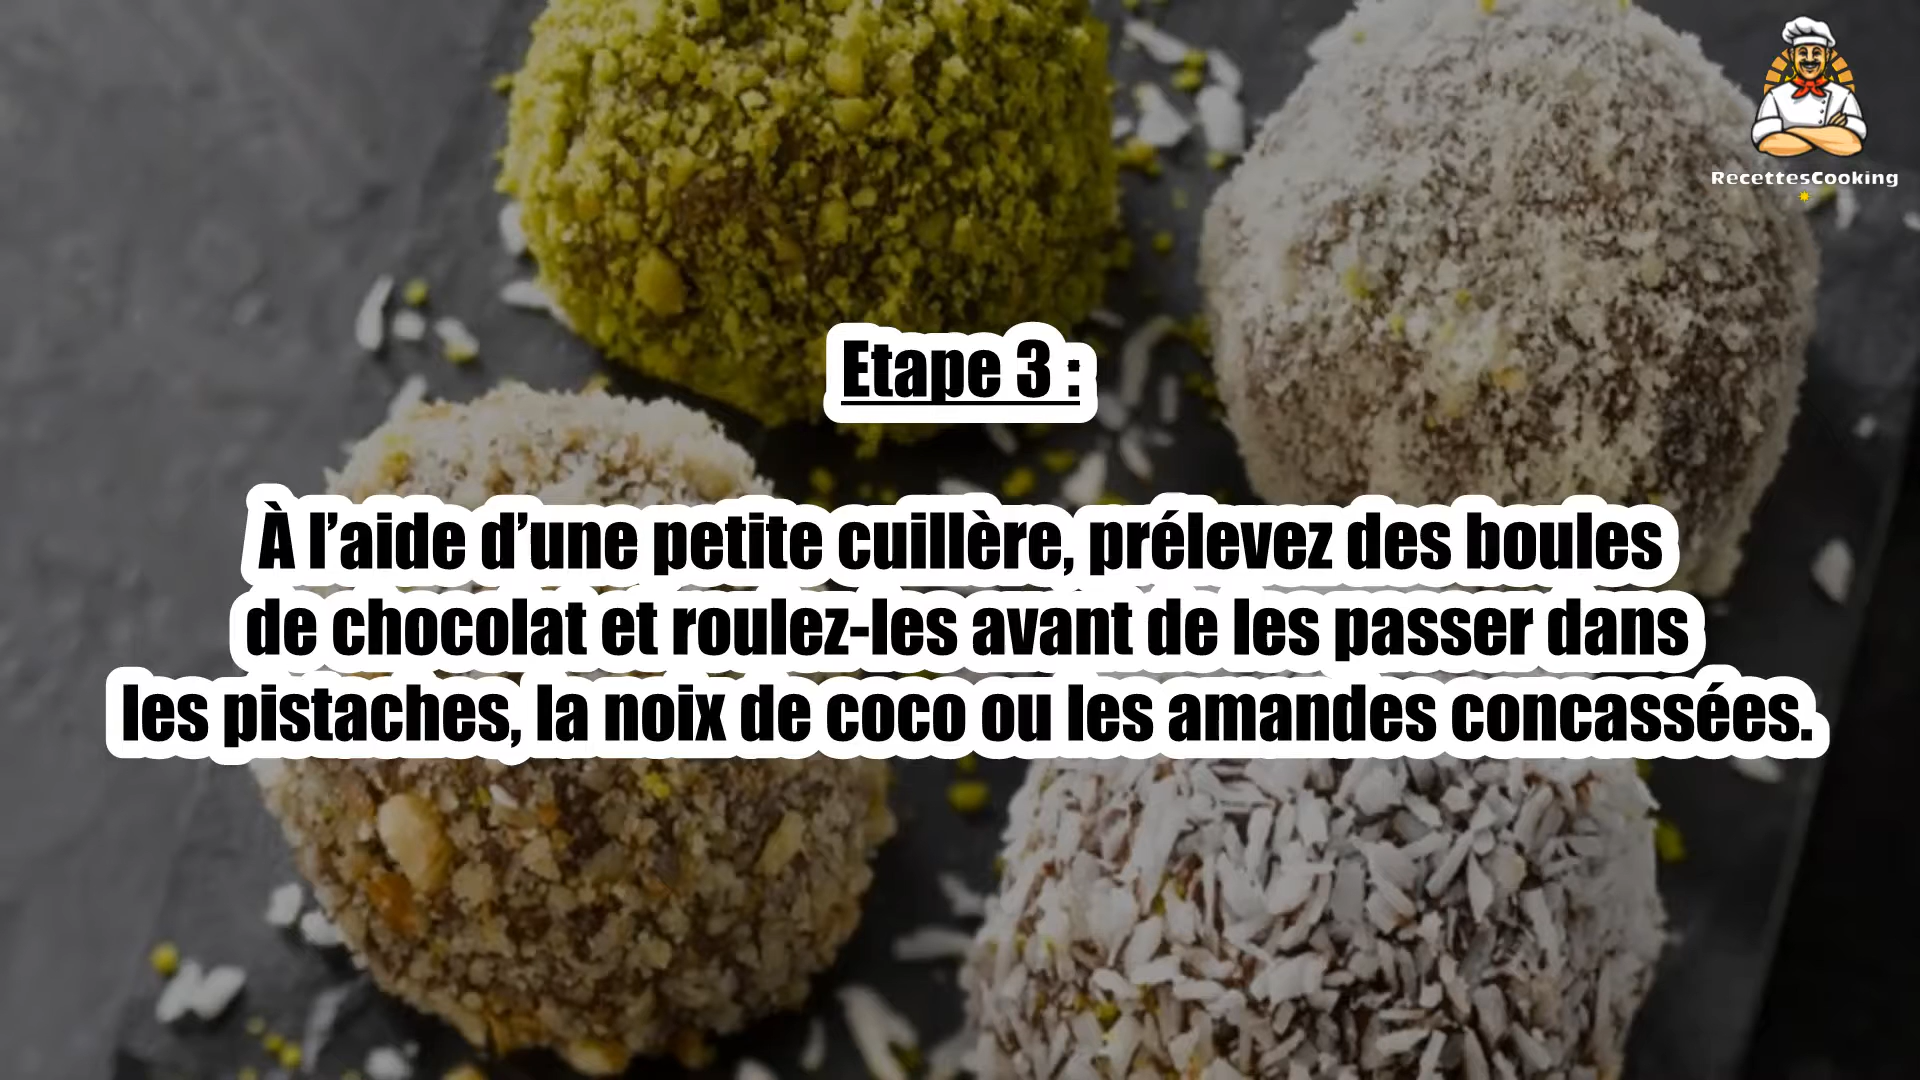 RecettesCooking
Etape 3 :
À l’aide d’une petite cuillère, prélevez des boules
de chocolat et roulez-les avant de les passer dans
les pistaches, la noix de coco ou les amandes concassées.